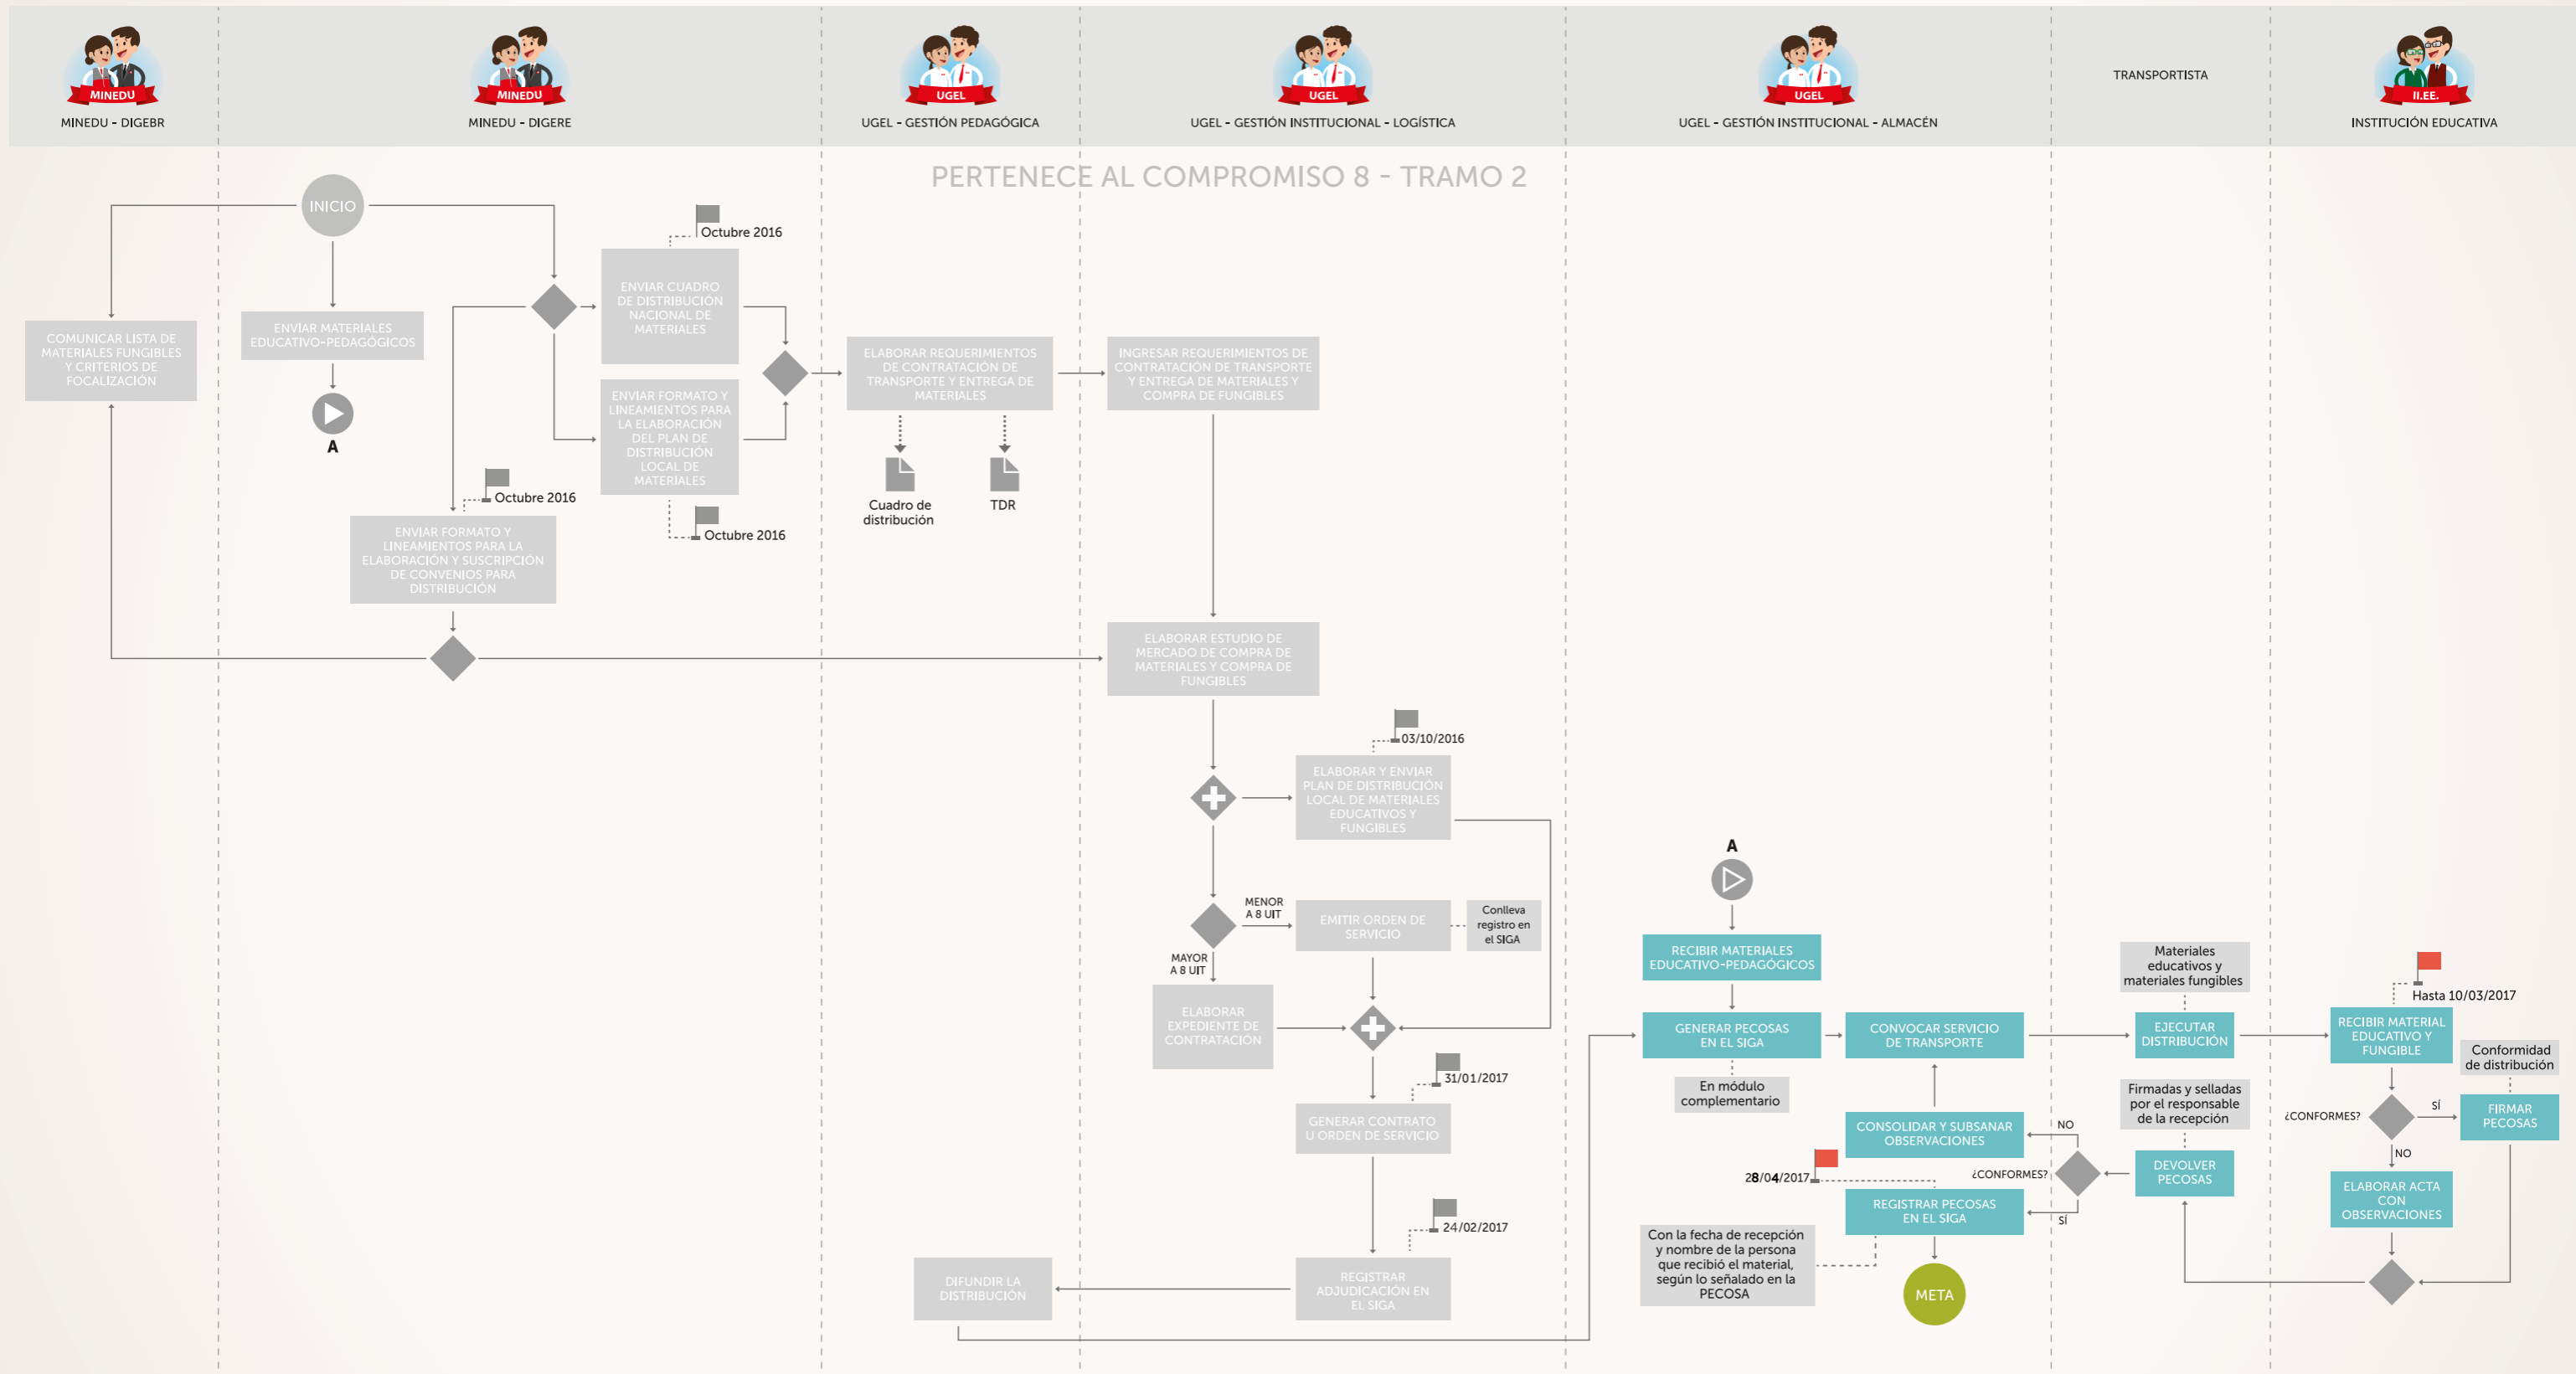 MINEDU
MINEDU - DIGEBR
MINEDU
MINEDU - DIGERE
UGEL
UGEL - GESTIÓN PEDAGÓGICA
UGEL
UGEL - GESTIÓN INSTITUCIONAL - LOGÍSTICA
UGEL
UGEL - GESTIÓN INSTITUCIONAL - ALMACÉN
TRANSPORTISTA
II.EE.
INSTITUCIÓN EDUCATIVA
PERTENECE AL COMPROMISO 8 - TRAMO 2
INICIO
COMUNICAR LISTA DE
MATERIALES FUNGIBLES
Y CRITERIOS DE
FOCALIZACIÓN
ENVIAR MATERIALES
EDUCATIVO-PEDAGÓGICOS
A
Octubre 2016
ENVIAR CUADRO
DE DISTRIBUCIÓN
NACIONAL DE
MATERIALES
ENVIAR FORMATO Y
LINEAMIENTOS PARA
LA ELABORACIÓN
DEL PLAN DE
DISTRIBUCIÓN
LOCAL DE
MATERIALES
Octubre 2016
Octubre 2016
ENVIAR FORMATO Y
LINEAMIENTOS PARA LA
ELABORACIÓN Y SUSCRIPCIÓN
DE CONVENIOS PARA
DISTRIBUCIÓN
ELABORAR REQUERIMIENTOS
DE CONTRATACIÓN DE
TRANSPORTE Y ENTREGA DE
MATERIALES
Cuadro de
distribución
TDR
INGRESAR REQUERIMIENTOS DE
CONTRATACIÓN DE TRANSPORTE
Y ENTREGA DE MATERIALES Y
COMPRA DE FUNGIBLES
ELABORAR ESTUDIO DE
MERCADO DE COMPRA DE
MATERIALES Y COMPRA DE
FUNGIBLES
03/10/2016
ELABORAR Y ENVIAR
PLAN DE DISTRIBUCIÓN
LOCAL DE MATERIALES
EDUCATIVOS Y
FUNGIBLES
MENOR
A 8 UIT
EMITIR ORDEN DE
SERVICIO
Conlleva
registro en
el SIGA
MAYOR
A 8 UIT
ELABORAR
EXPEDIENTE DE
CONTRATACIÓN
31/01/2017
GENERAR CONTRATO
U ORDEN DE SERVICIO
24/02/2017
REGISTRAR
ADJUDICACIÓN EN
EL SIGA
DIFUNDIR LA
DISTRIBUCIÓN
A
RECIBIR MATERIALES
EDUCATIVO-PEDAGÓGICOS
GENERAR PECOSAS
EN EL SIGA
En módulo
complementario
CONVOCAR SERVICIO
DE TRANSPORTE
CONSOLIDAR Y SUBSANAR
OBSERVACIONES
28/04/2017
REGISTRAR PECOSAS
EN EL SIGA
Con la fecha de recepción
y nombre de la persona
que recibió el material,
según lo señalado en la
PECOSA
META
Materiales
educativos y
materiales fungibles
EJECUTAR
DISTRIBUCIÓN
Firmadas y selladas
por el responsable
de la recepción
DEVOLVER
PECOSAS
NO
¿CONFORMES?
SÍ
Hasta 10/03/2017
RECIBIR MATERIAL
EDUCATIVO Y
FUNGIBLE
Conformidad
de distribución
¿CONFORMES?
SÍ
FIRMAR
PECOSAS
NO
ELABORAR ACTA
CON
OBSERVACIONES